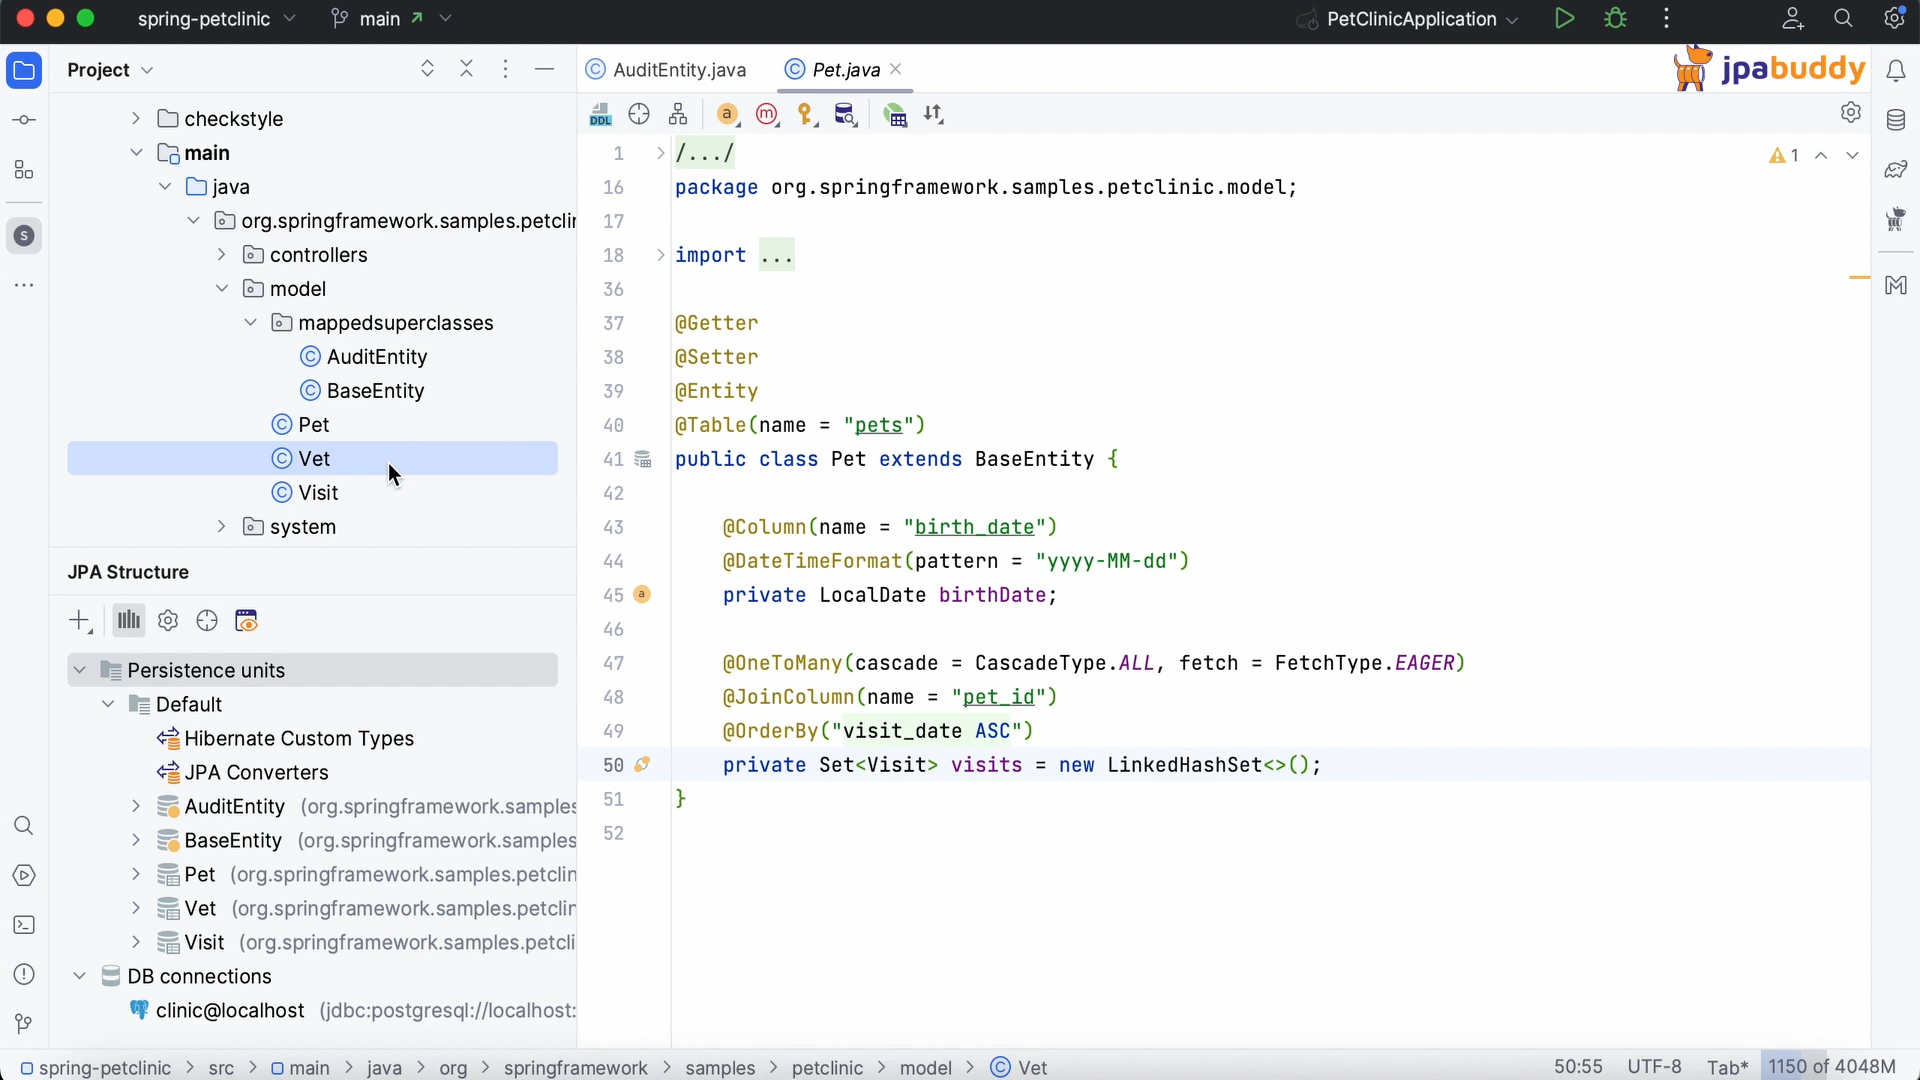 spring-petclinic main PetClinicApplication
Project
checkstyle
main
java
org.springframework.samples.petclin
controllers
model
mappedsuperclasses
AuditEntity
BaseEntity
Pet
Vet
Visit
system
JPA Structure
Persistence units
Default
Hibernate Custom Types
JPA Converters
AuditEntity (org.springframework.samples
BaseEntity (org.springframework.samples
Pet (org.springframework.samples.petclin
Vet (org.springframework.samples.petclin
Visit (org.springframework.samples.petcli
DB connections
clinic@localhost (jdbc:postgresql://localhost:
AuditEntity.java Pet.java
jpabuddy
DDL a m
1 /.../
16 package org.springframework.samples.petclinic.model;
17
18 import ...
36
37 @Getter
38 @Setter
39 @Entity
40 @Table(name = "pets")
41 public class Pet extends BaseEntity {
42
43 @Column(name = "birth_date")
44 @DateTimeFormat(pattern = "yyyy-MM-dd")
45 a private LocalDate birthDate;
46
47 @OneToMany(cascade = CascadeType.ALL, fetch = FetchType.EAGER)
48 @JoinColumn(name = "pet_id")
49 @OrderBy("visit_date ASC")
50 private Set<Visit> visits = new LinkedHashSet<>();
51 }
52
1
S
spring-petclinic > src > main > java > org > springframework > samples > petclinic > model > Vet 50:55 UTF-8 Tab* 1150 of 4048M